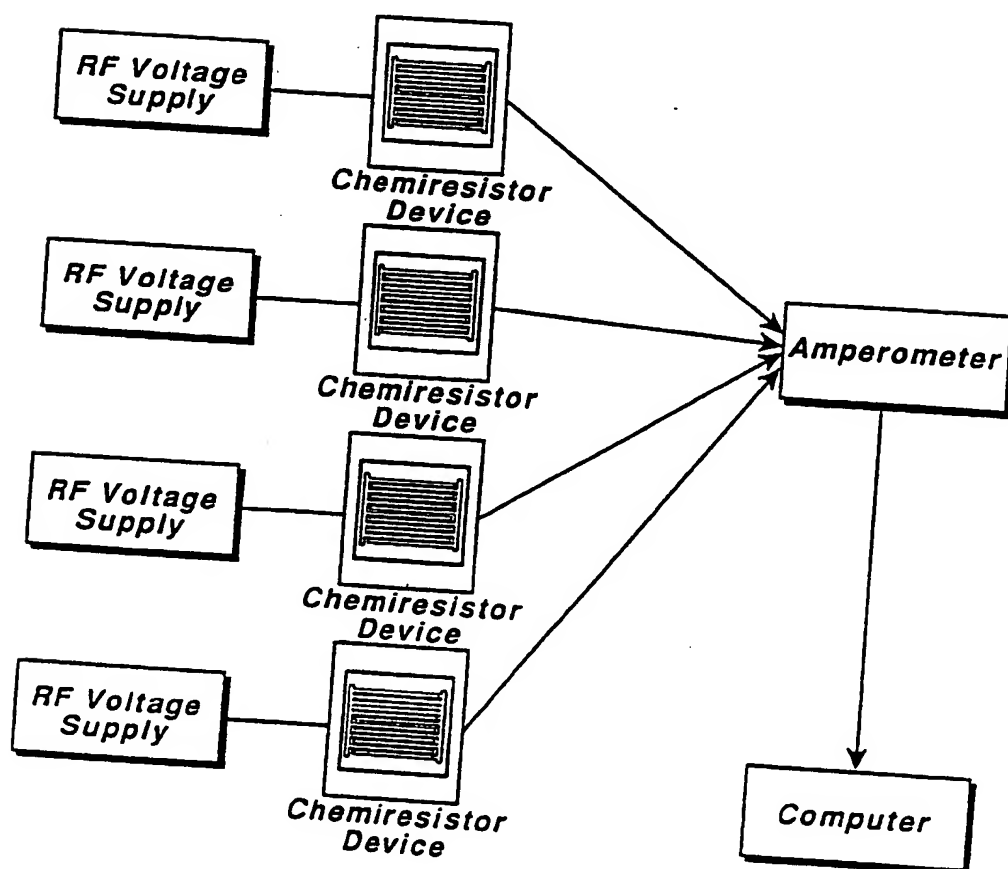 RF Voltage
Supply
Chemiresistor
Device
RF Voltage
Supply
Chemiresistor
Device
Amperometer
RF Voltage
Supply
Chemiresistor
Device
RF Voltage
Supply
Chemiresistor
Device
Computer